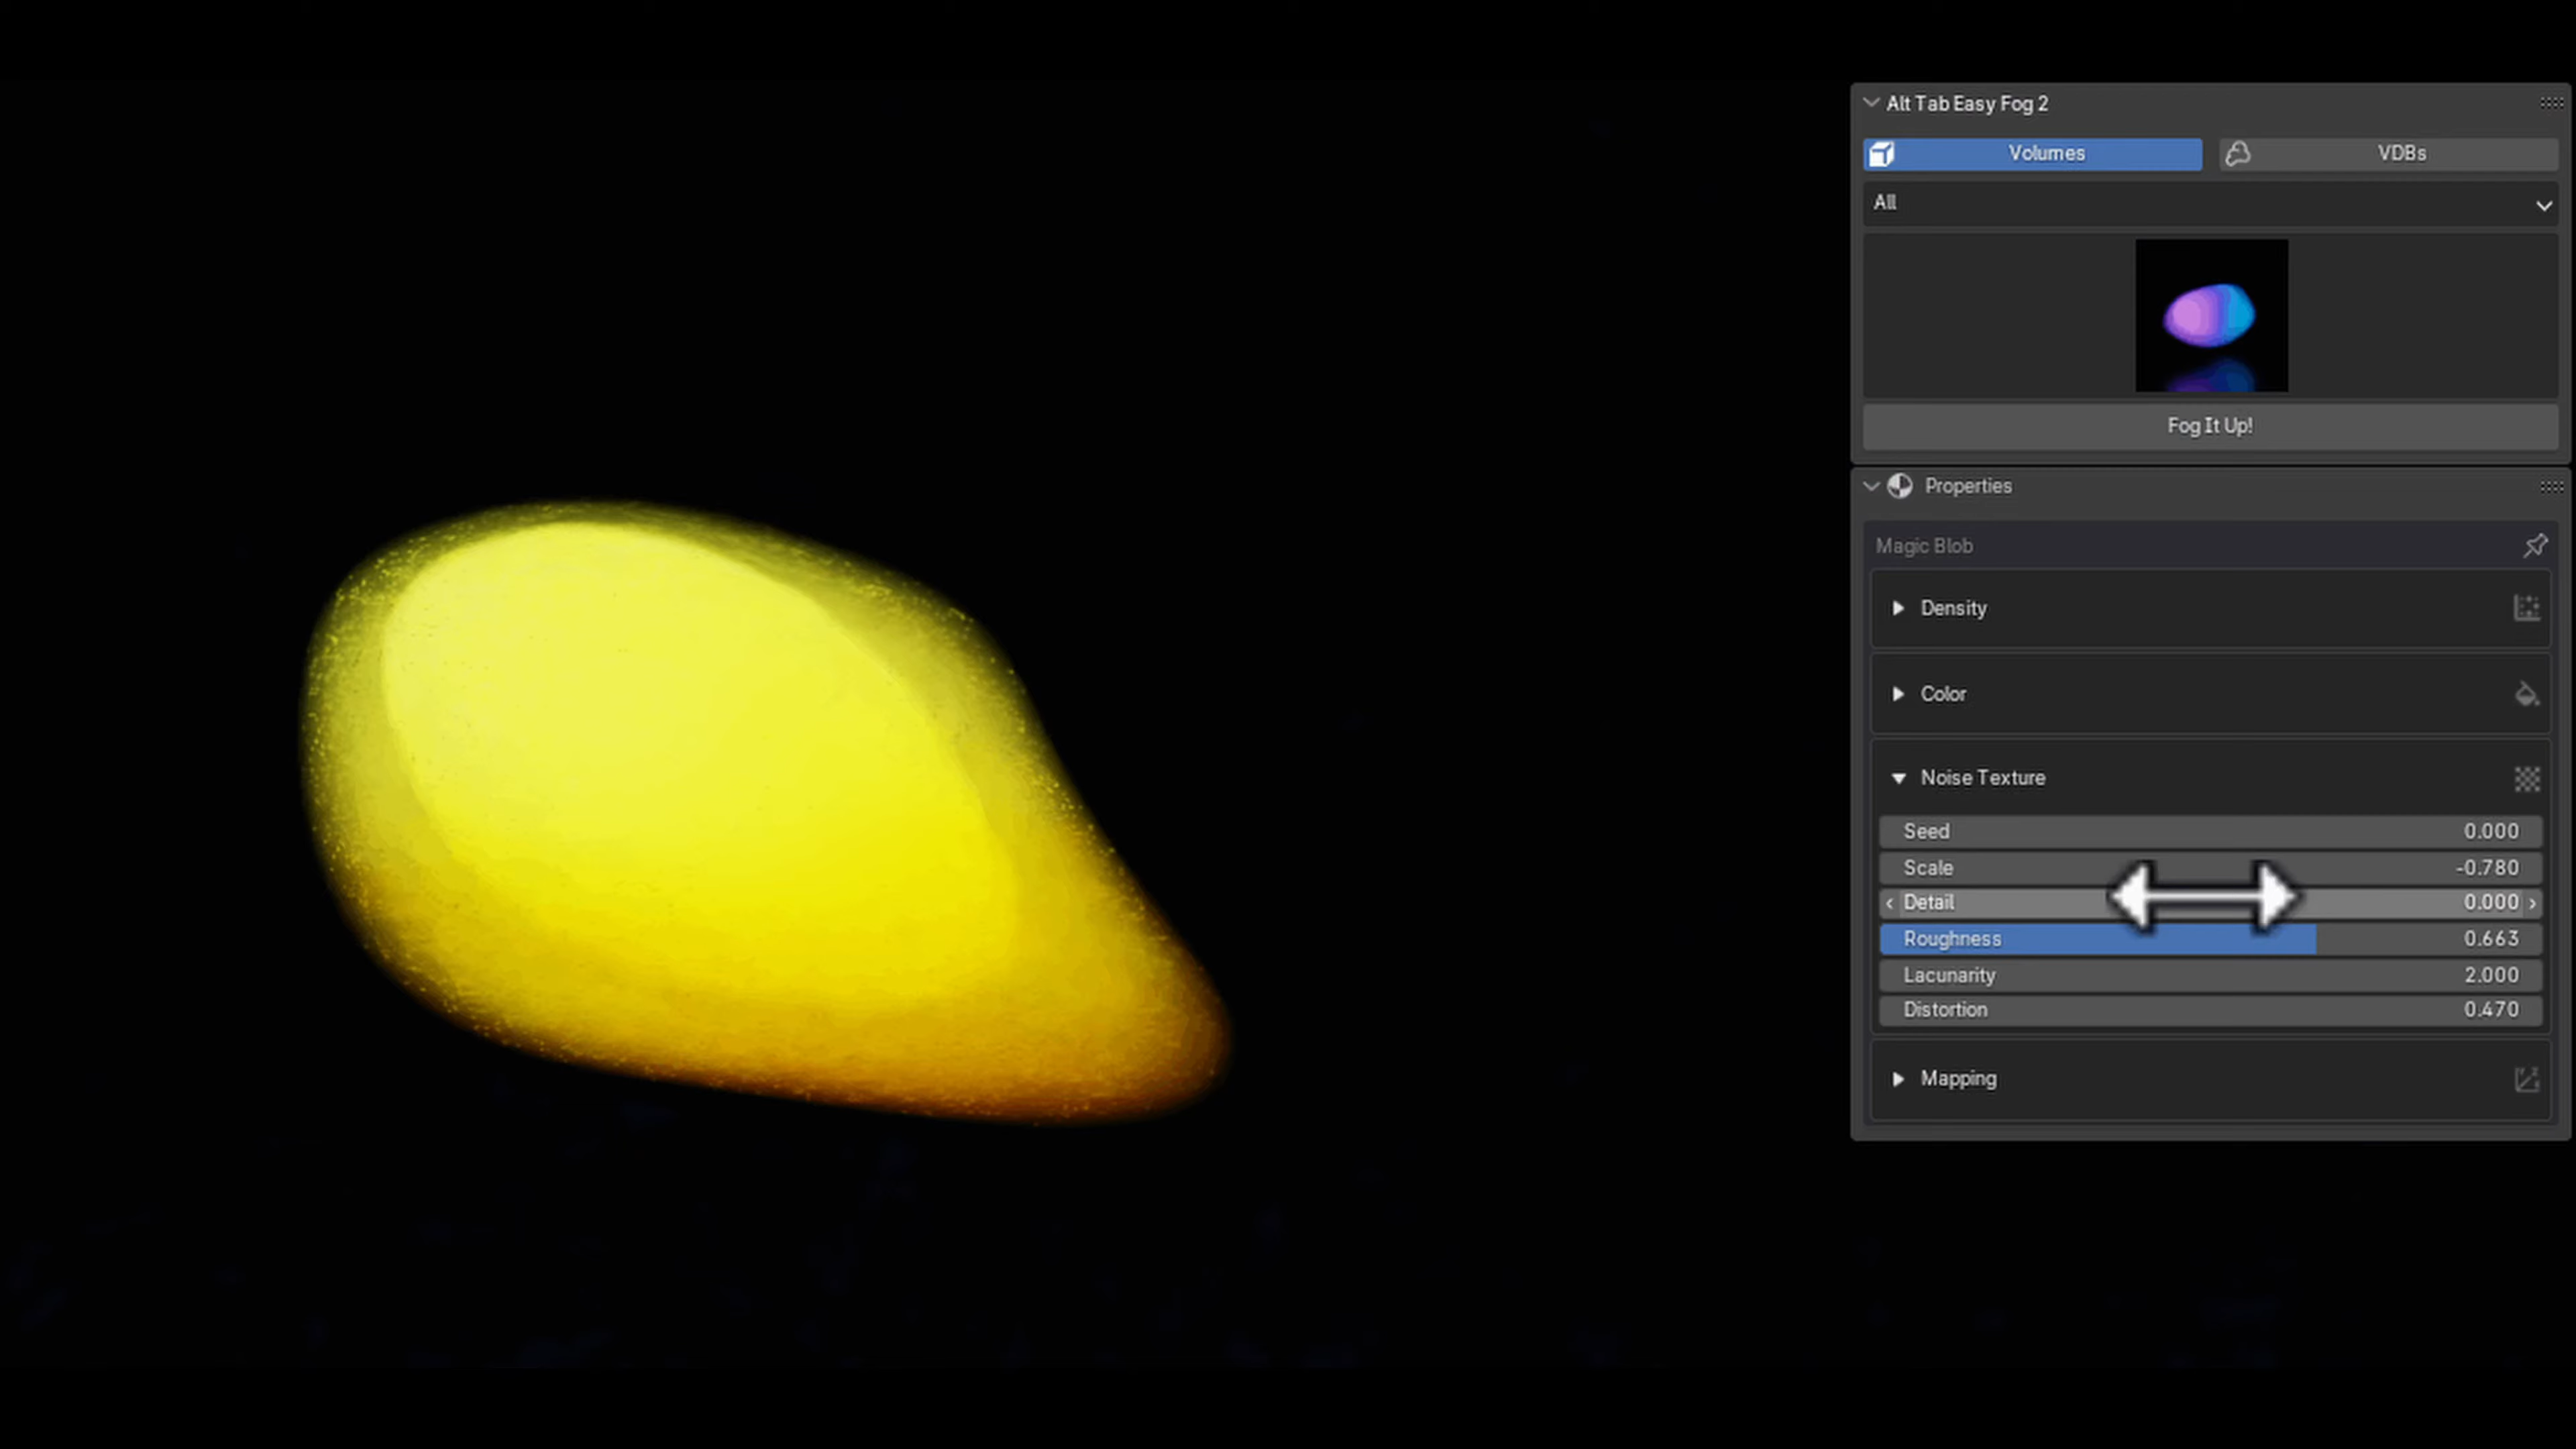 Alt Tab Easy Fog 2
Volumes VDBs
All
Fog It Up!
Properties
Magic Blob
Density
Color
Noise Texture
Seed 0.000
Scale -0.780
Detail 0.000
Roughness 0.663
Lacunarity 2.000
Distortion 0.470
Mapping